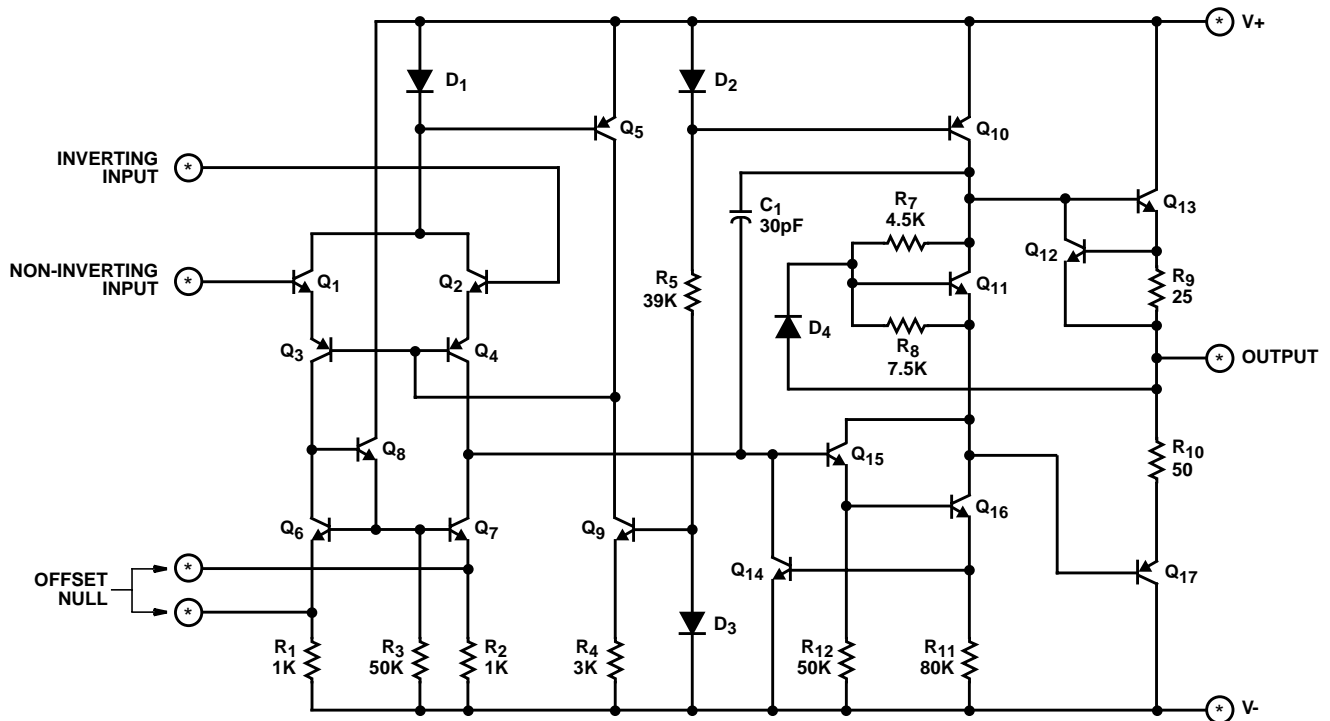 V+
D1
D2
Q5
Q10
INVERTING
INPUT
*
C1
30pF
R7
4.5K
Q13
Q12
NON-INVERTING
INPUT
*
Q1
Q2
R5
39K
Q11
R9
25
D4
Q3
Q4
R8
7.5K
*
OUTPUT
Q8
Q15
R10
50
Q6
Q7
Q9
Q16
OFFSET
NULL
*
*
Q14
Q17
D3
R1
1K
R3
50K
R2
1K
R4
3K
R12
50K
R11
80K
*
V-
*